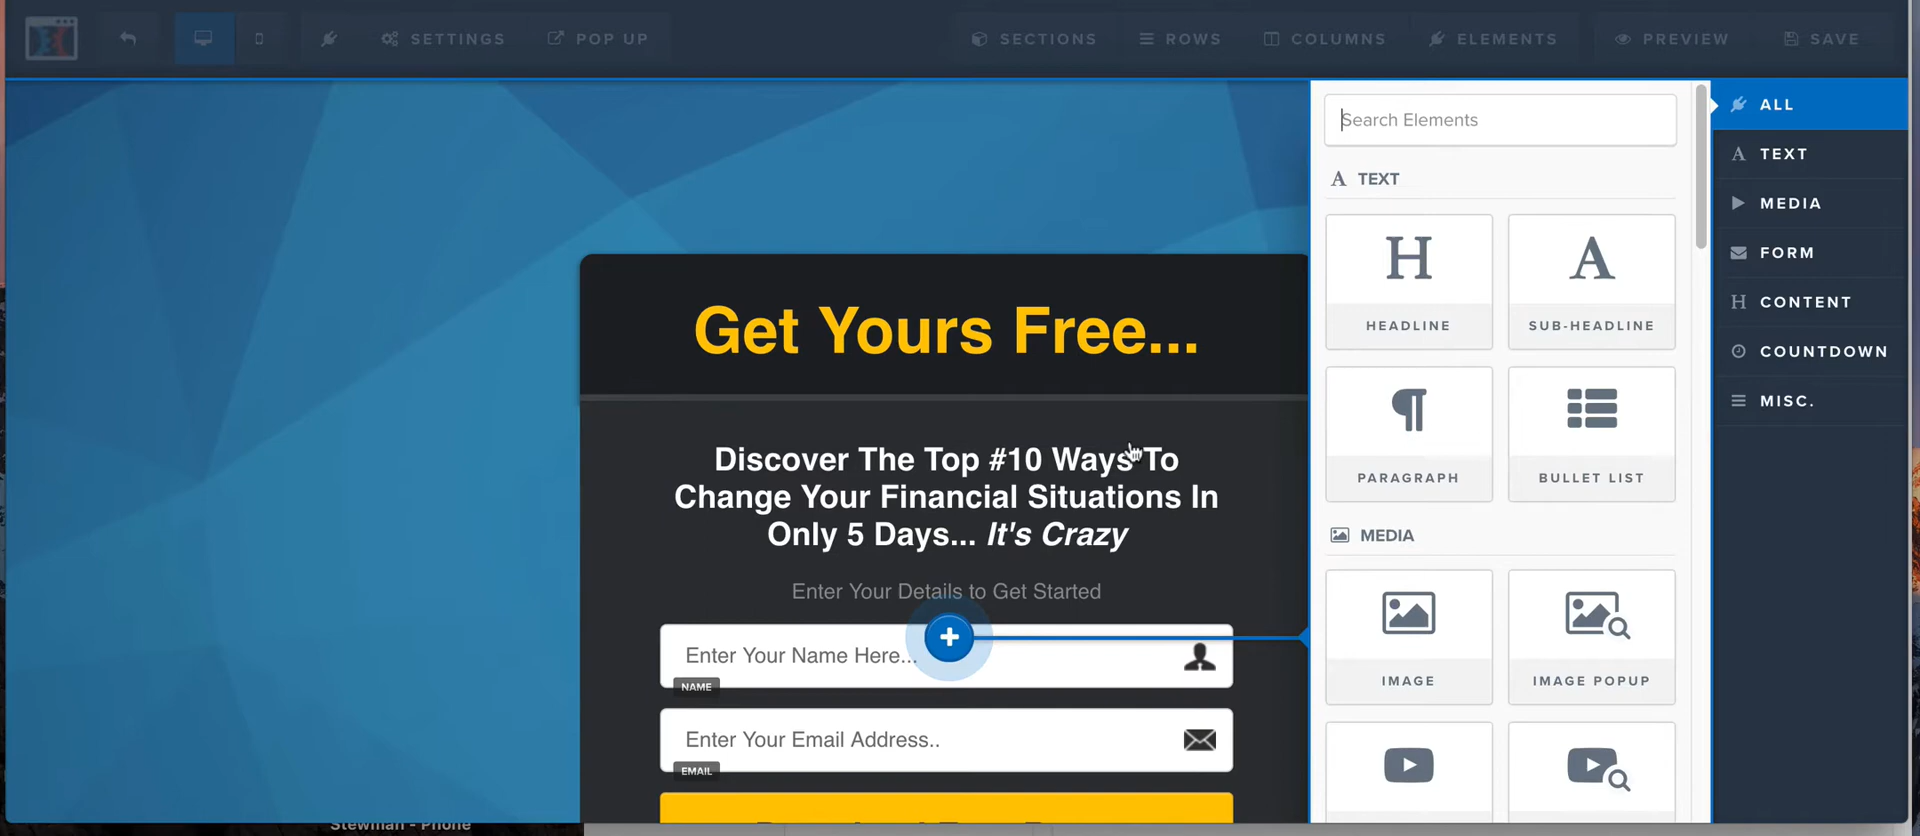 SETTINGS
POP UP
SECTIONS
ROWS
COLUMNS
ELEMENTS
PREVIEW
SAVE
Get Yours Free...
Discover The Top #10 Ways To
Change Your Financial Situations In
Only 5 Days... It's Crazy
Enter Your Details to Get Started
Enter Your Name Here...
NAME
Enter Your Email Address..
EMAIL
Stewman - Phone
Search Elements
TEXT
HEADLINE
SUB-HEADLINE
PARAGRAPH
BULLET LIST
MEDIA
IMAGE
IMAGE POPUP
ALL
TEXT
MEDIA
FORM
CONTENT
COUNTDOWN
MISC.